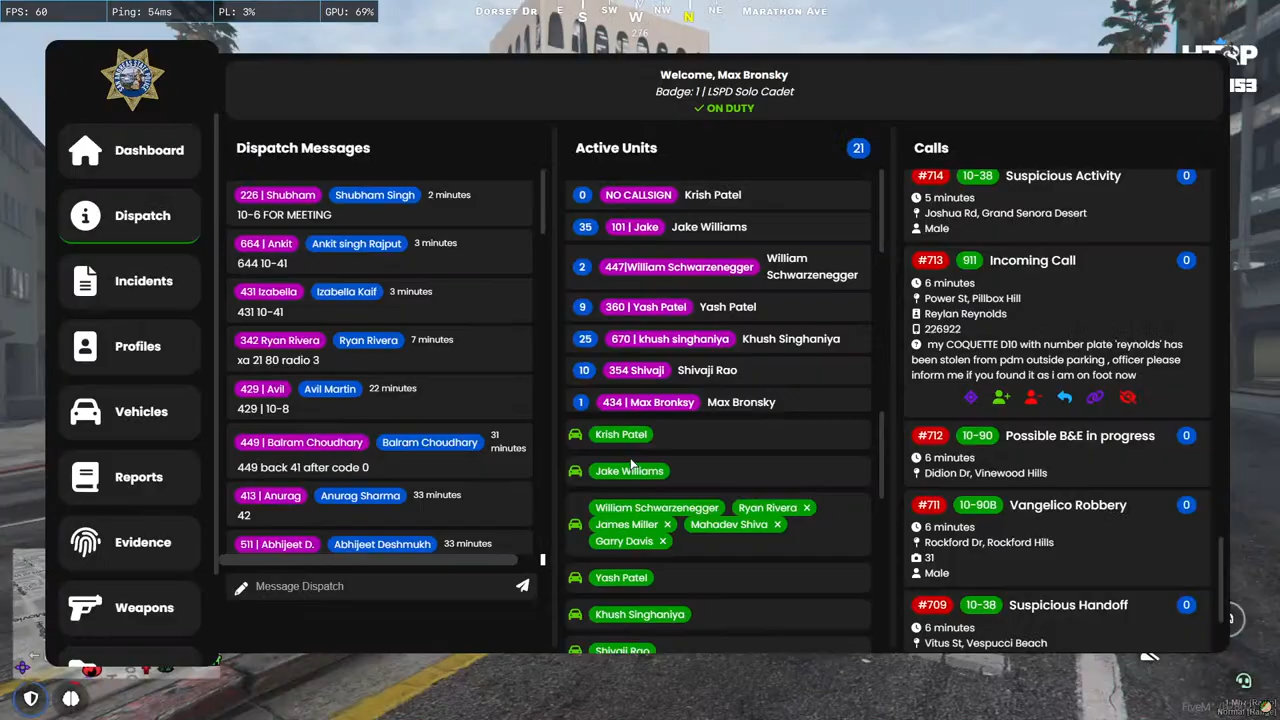 FPS: 60
Ping: 54ms
PL: 3%
GPU: 69%
DORSET DR E S SW W NW N NE MARATHON AVE
276
153
Welcome, Max Bronsky
Badge: 1 | LSPD Solo Cadet
ON DUTY
Dashboard
Dispatch
Incidents
Profiles
Vehicles
Reports
Evidence
Weapons
Dispatch Messages
226 | Shubham Shubham Singh 2 minutes
10-6 FOR MEETING
664 | Ankit Ankit singh Rajput 3 minutes
644 10-41
431 Izabella Izabella Kaif 3 minutes
431 10-41
342 Ryan Rivera Ryan Rivera 7 minutes
xa 21 80 radio 3
429 | Avil Avil Martin 22 minutes
429 | 10-8
449 | Balram Choudhary Balram Choudhary 31 minutes
449 back 41 after code 0
413 | Anurag Anurag Sharma 33 minutes
42
511 | Abhijeet D. Abhijeet Deshmukh 33 minutes
Message Dispatch
Active Units 21
0 NO CALLSIGN Krish Patel
35 101 | Jake Jake Williams
2 447|William Schwarzenegger William Schwarzenegger
9 360 | Yash Patel Yash Patel
25 670 | khush singhaniya Khush Singhaniya
10 354 Shivaji Shivaji Rao
1 434 | Max Bronksy Max Bronsky
Krish Patel
Jake Williams
William Schwarzenegger Ryan Rivera ×
James Miller × Mahadev Shiva ×
Garry Davis ×
Yash Patel
Khush Singhaniya
Shivaji Rao
Calls
#714 10-38 Suspicious Activity 0
5 minutes
Joshua Rd, Grand Senora Desert
Male
#713 911 Incoming Call 0
6 minutes
Power St, Pillbox Hill
Reylan Reynolds
226922
my COQUETTE D10 with number plate 'reynolds' has
been stolen from pdm outside parking , officer please
inform me if you found it as i am on foot now
#712 10-90 Possible B&E in progress 0
6 minutes
Didion Dr, Vinewood Hills
#711 10-90B Vangelico Robbery 0
6 minutes
Rockford Dr, Rockford Hills
31
Male
#709 10-38 Suspicious Handoff 0
6 minutes
Vitus St, Vespucci Beach
FiveM